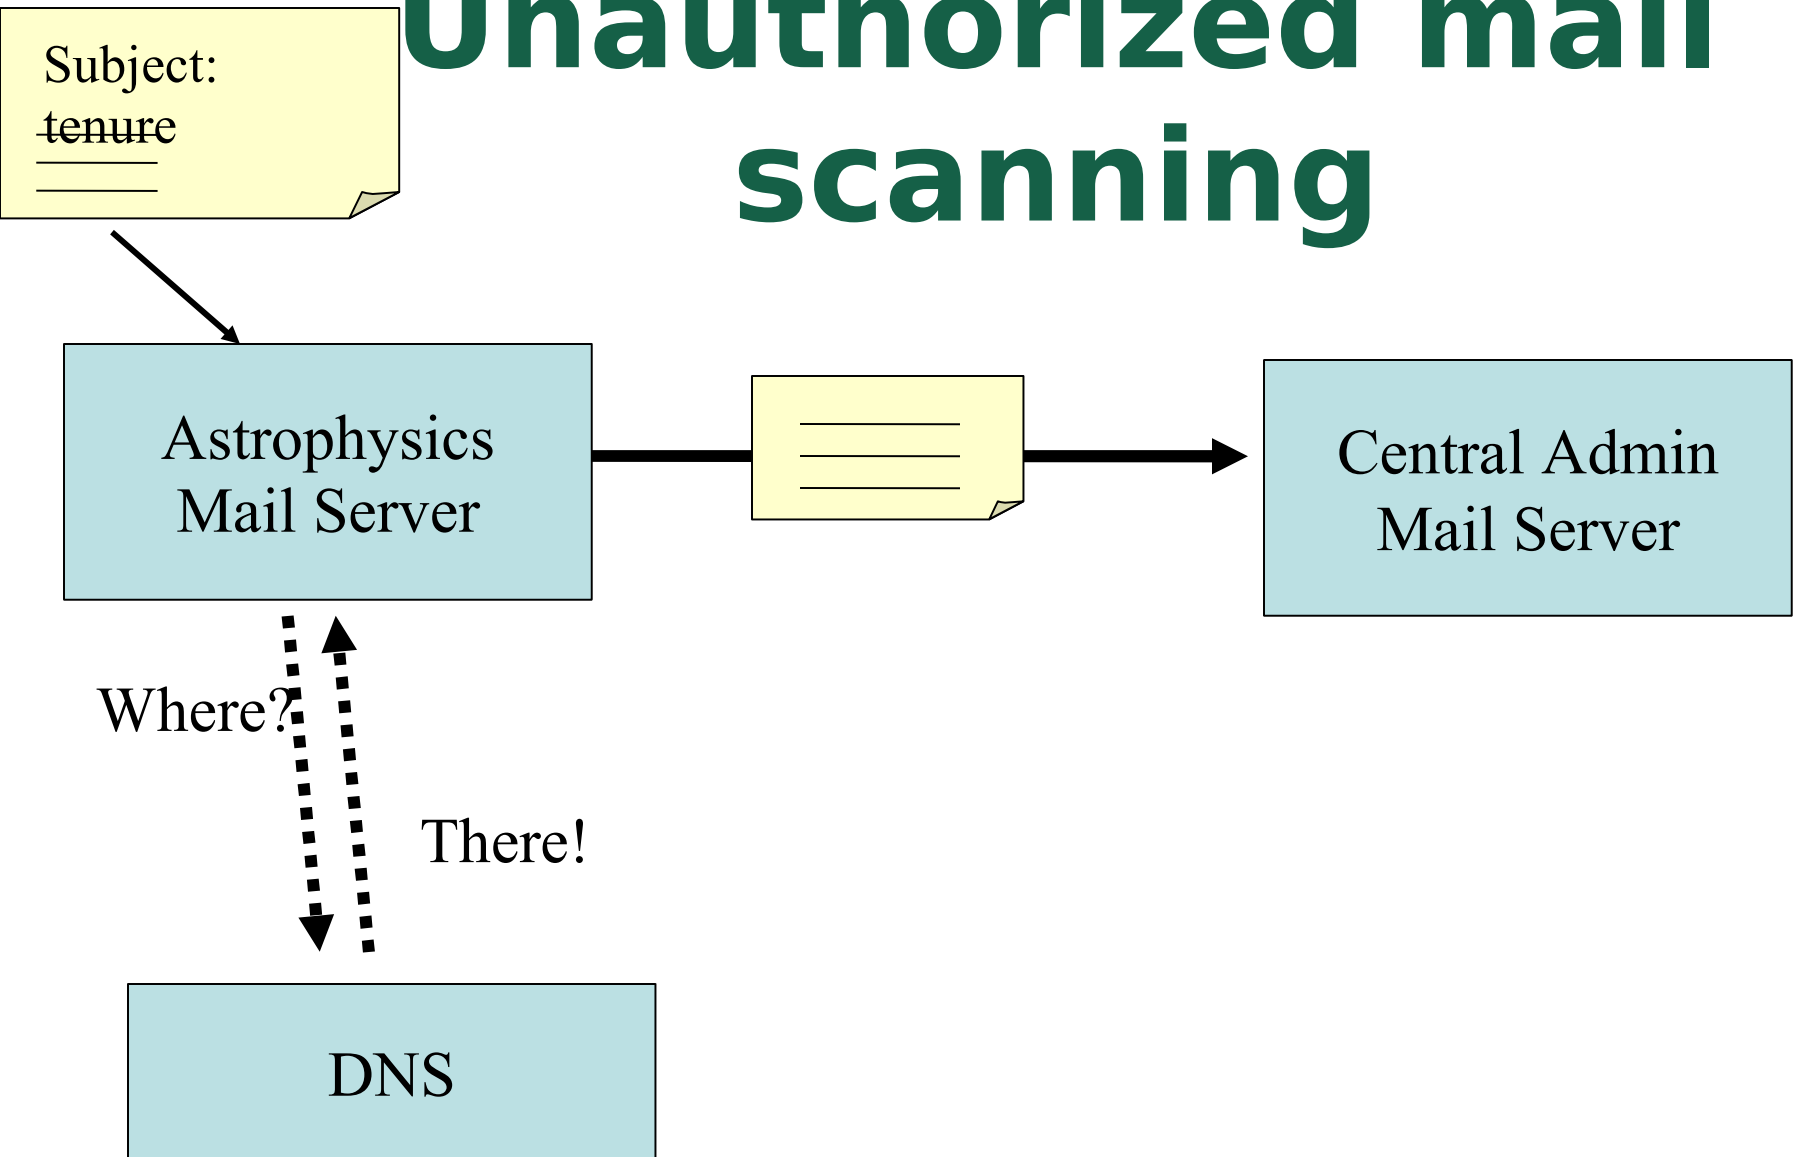 Unauthorized mail
scanning
Subject:
tenure
Astrophysics
Mail Server
Central Admin
Mail Server
Where?
There!
DNS